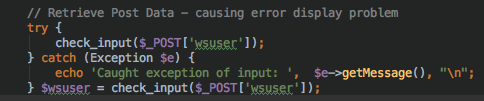 // Retrieve Post Data - causing error display problem
try {
    check_input($_POST['wsuser']);
} catch (Exception $e) {
    echo 'Caught exception of input: ',  $e->getMessage(), "\n";
} $wsuser = check_input($_POST['wsuser']);